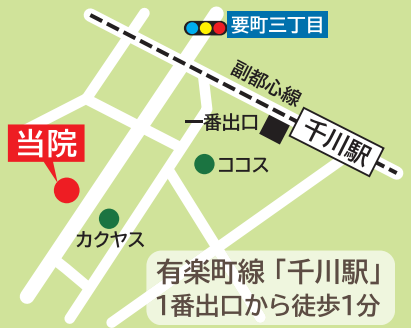 要町三丁目
副都心線
一番出口
千川駅
当院
ココス
カクヤス
有楽町線「千川駅」
1番出口から徒歩1分